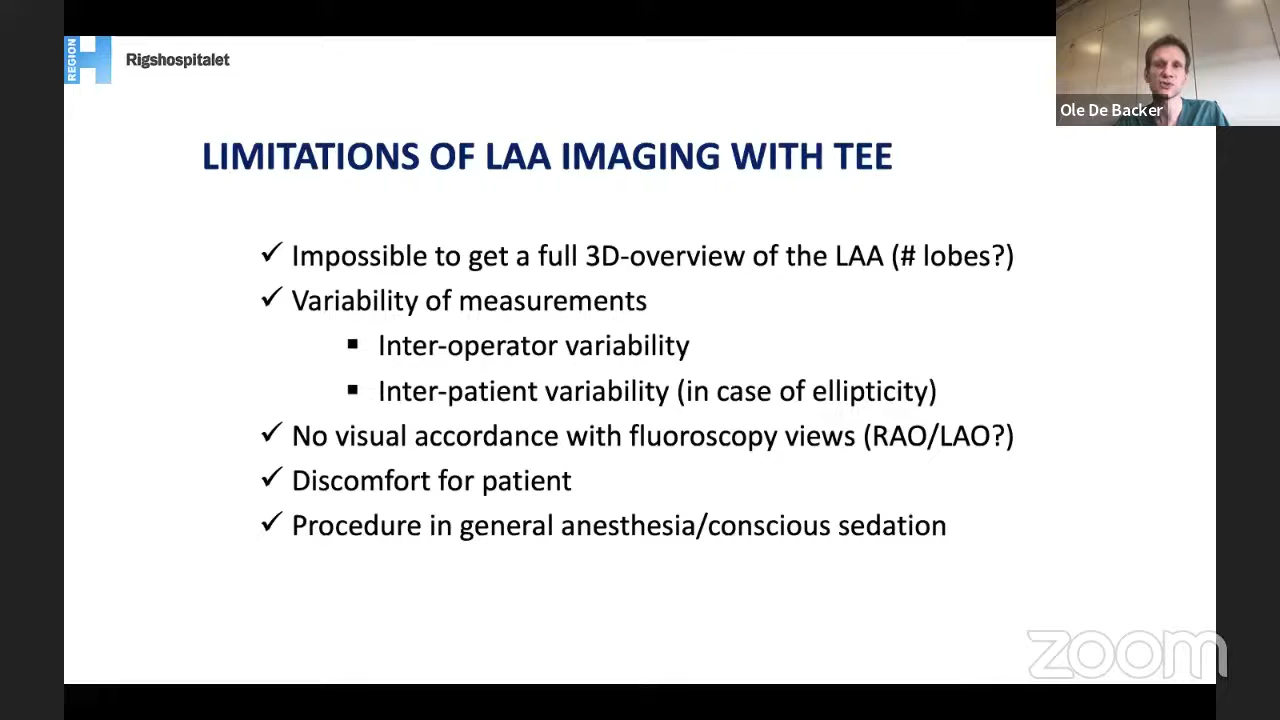 REGION
Rigshospitalet
Ole De Backer
LIMITATIONS OF LAA IMAGING WITH TEE
✓ Impossible to get a full 3D-overview of the LAA (# lobes?)
✓ Variability of measurements
▪ Inter-operator variability
▪ Inter-patient variability (in case of ellipticity)
✓ No visual accordance with fluoroscopy views (RAO/LAO?)
✓ Discomfort for patient
✓ Procedure in general anesthesia/conscious sedation
zoom